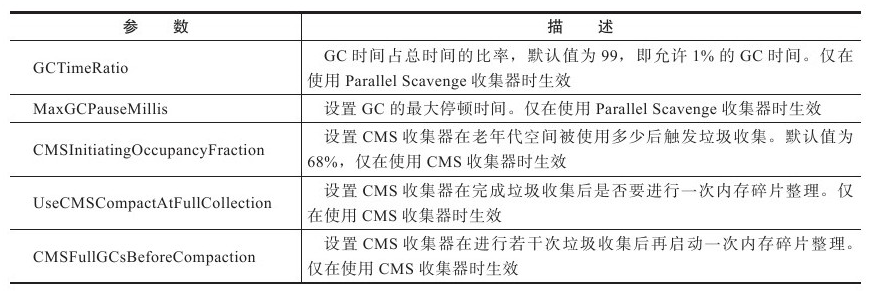 参 数 描 述
GCTimeRatio
GC 时间占总时间的比率，默认值为 99，即允许 1% 的 GC 时间。仅在
使用 Parallel Scavenge 收集器时生效
MaxGCPauseMillis
设置 GC 的最大停顿时间。仅在使用 Parallel Scavenge 收集器时生效
CMSInitiatingOccupancyFraction
设置 CMS 收集器在老年代空间被使用多少后触发垃圾收集。默认值为
68%，仅在使用 CMS 收集器时生效
UseCMSCompactAtFullCollection
设置 CMS 收集器在完成垃圾收集后是否要进行一次内存碎片整理。仅
在使用 CMS 收集器时生效
CMSFullGCsBeforeCompaction
设置 CMS 收集器在进行若干次垃圾收集后再启动一次内存碎片整理。
仅在使用 CMS 收集器时生效